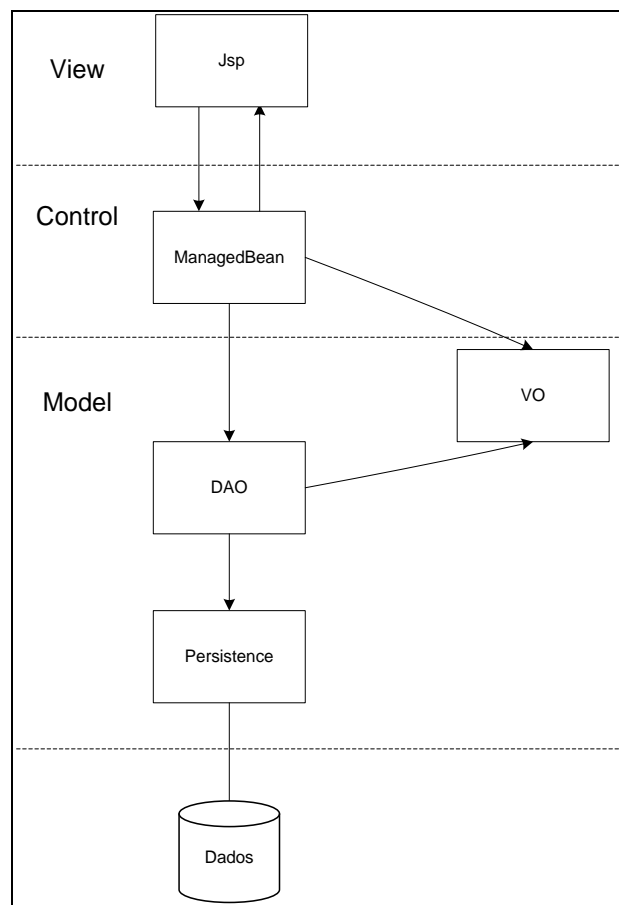 View
Jsp
Control
ManagedBean
Model
VO
DAO
Persistence
Dados